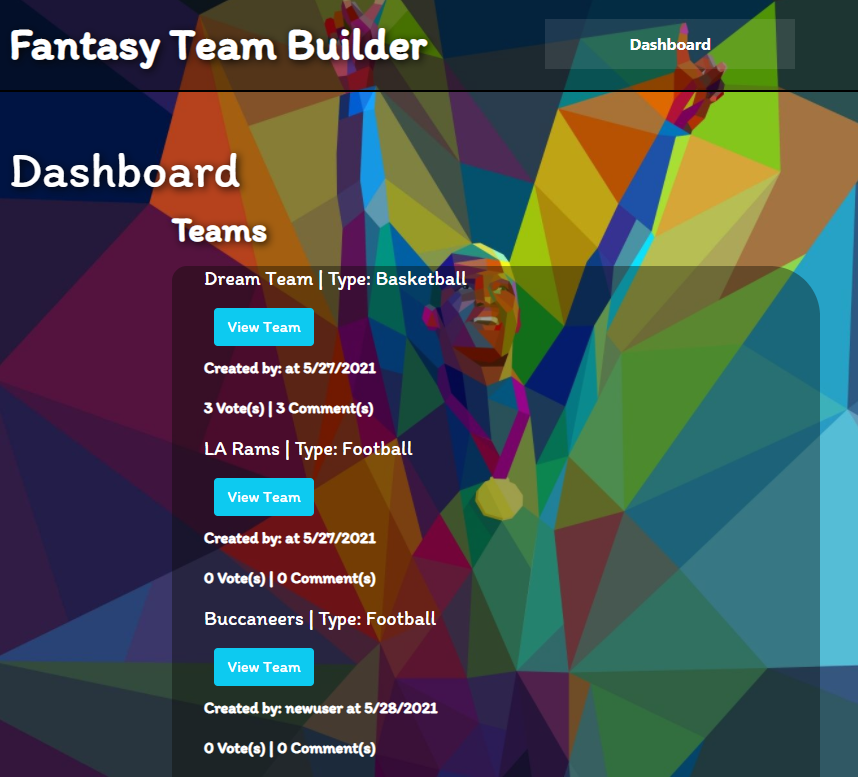 Fantasy Team Builder
Dashboard
Dashboard
Teams
Dream Team | Type: Basketball
View Team
Created by: at 5/27/2021
3 Vote(s) | 3 Comment(s)
LA Rams | Type: Football
View Team
Created by: at 5/27/2021
0 Vote(s) | 0 Comment(s)
Buccaneers | Type: Football
View Team
Created by: newuser at 5/28/2021
0 Vote(s) | 0 Comment(s)